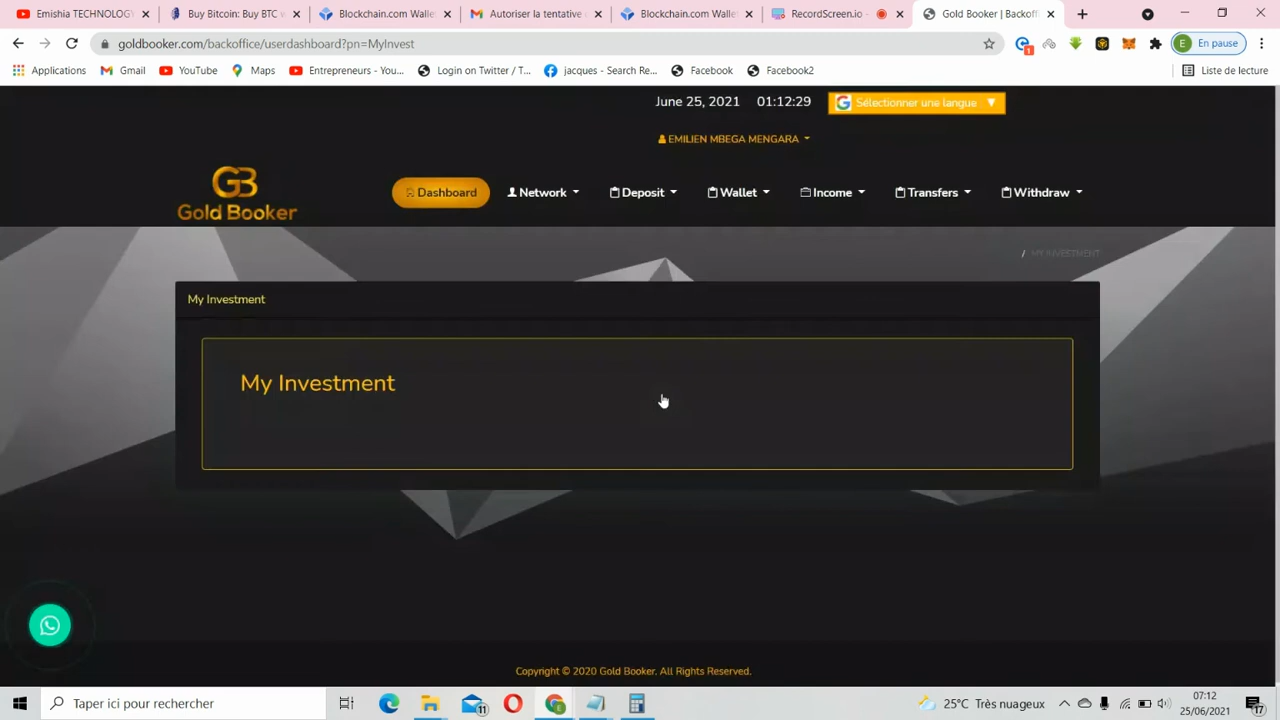 Emishia TECHNOLOGY
Buy Bitcoin: Buy BTC w
Blockchain.com Walle
Autoriser la tentative
Blockchain.com Walle
RecordScreen.io -
Gold Booker | Backoff
goldbooker.com/backoffice/userdashboard?pn=MyInvest
1
E En pause
Applications
Gmail
YouTube
Maps
Entrepreneurs - You...
Login on Twitter / T...
jacques - Search Re...
Facebook
Facebook2
Liste de lecture
June 25, 2021 01:12:29
G Sélectionner une langue ▼
EMILIEN MBEGA MENGARA
GB
Gold Booker
Dashboard
Network
Deposit
Wallet
Income
Transfers
Withdraw
/ MY INVESTMENT
My Investment
My Investment
Copyright © 2020 Gold Booker. All Rights Reserved.
Taper ici pour rechercher
11
25°C Très nuageux
07:12
25/06/2021
17